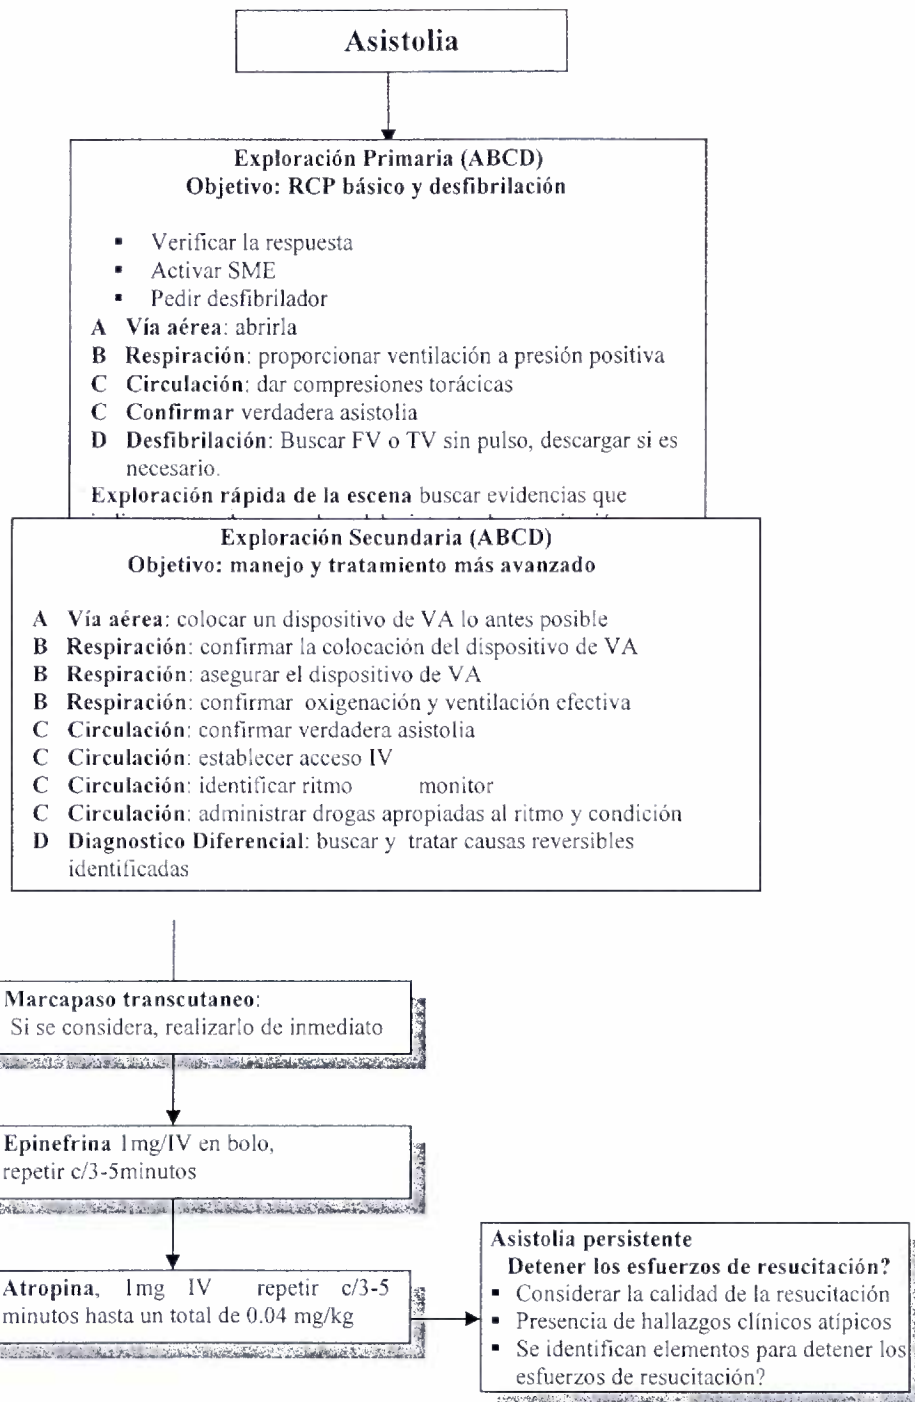 Asistolia
Exploración Primaria (ABCD)
Objetivo: RCP básico y desfibrilación
▪ Verificar la respuesta
▪ Activar SME
▪ Pedir desfibrilador
A Vía aérea: abrirla
B Respiración: proporcionar ventilación a presión positiva
C Circulación: dar compresiones torácicas
C Confirmar verdadera asistolia
D Desfibrilación: Buscar FV o TV sin pulso, descargar si es
necesario.
Exploración rápida de la escena buscar evidencias que
Exploración Secundaria (ABCD)
Objetivo: manejo y tratamiento más avanzado
A Vía aérea: colocar un dispositivo de VA lo antes posible
B Respiración: confirmar la colocación del dispositivo de VA
B Respiración: asegurar el dispositivo de VA
B Respiración: confirmar oxigenación y ventilación efectiva
C Circulación: confirmar verdadera asistolia
C Circulación: establecer acceso IV
C Circulación: identificar ritmo monitor
C Circulación: administrar drogas apropiadas al ritmo y condición
D Diagnostico Diferencial: buscar y tratar causas reversibles
identificadas
Marcapaso transcutaneo:
Si se considera, realizarlo de inmediato
Epinefrina 1mg/IV en bolo,
repetir c/3-5minutos
Atropina, 1mg IV repetir c/3-5
minutos hasta un total de 0.04 mg/kg
Asistolia persistente
Detener los esfuerzos de resucitación?
▪ Considerar la calidad de la resucitación
▪ Presencia de hallazgos clínicos atípicos
▪ Se identifican elementos para detener los
esfuerzos de resucitación?